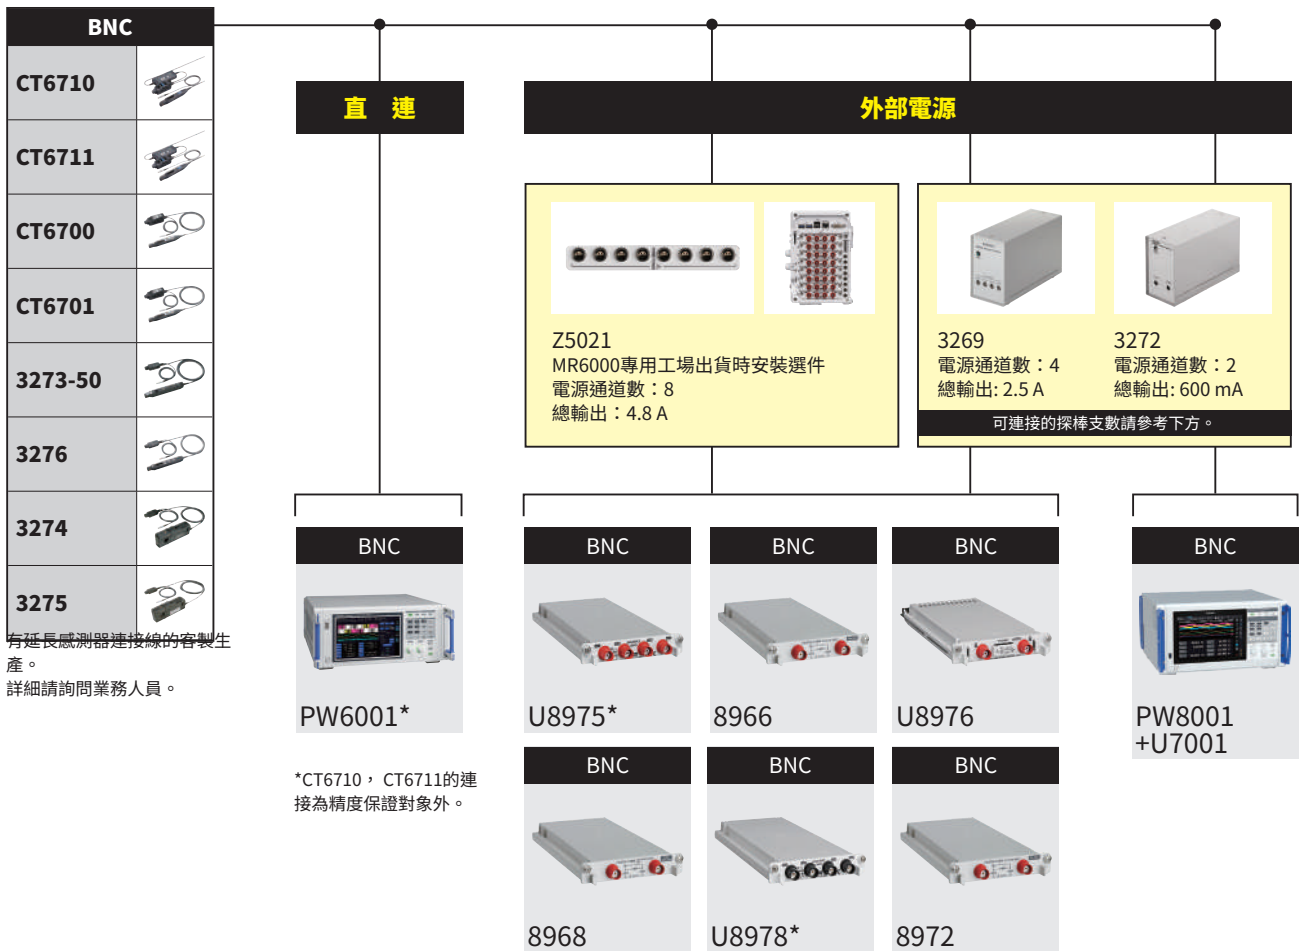 BNC
CT6710
CT6711
CT6700
CT6701
3273-50
3276
3274
3275
有延長感測器連接線的客製生
產。
詳細請詢問業務人員。
直 連
外部電源
Z5021
MR6000專用工場出貨時安裝選件
電源通道數：8
總輸出：4.8 A
3269
電源通道數：4
總輸出: 2.5 A
3272
電源通道數：2
總輸出: 600 mA
可連接的探棒支數請參考下方。
BNC
PW6001*
*CT6710， CT6711的連
接為精度保證對象外。
BNC
U8975*
BNC
8966
BNC
U8976
BNC
PW8001
+U7001
BNC
8968
BNC
U8978*
BNC
8972